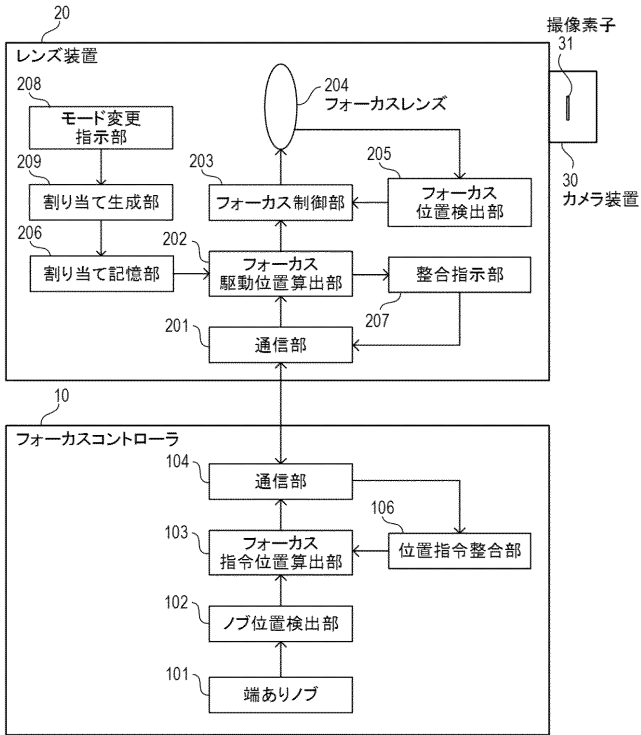 20
レンズ装置
撮像素子
31
30
カメラ装置
208
モード変更
指示部
204
フォーカスレンズ
209
割り当て生成部
203
フォーカス制御部
205
フォーカス
位置検出部
206
割り当て記憶部
202
フォーカス
駆動位置算出部
整合指示部
207
201
通信部
10
フォーカスコントローラ
104
通信部
103
フォーカス
指令位置算出部
106
位置指令整合部
102
ノブ位置検出部
101
端ありノブ